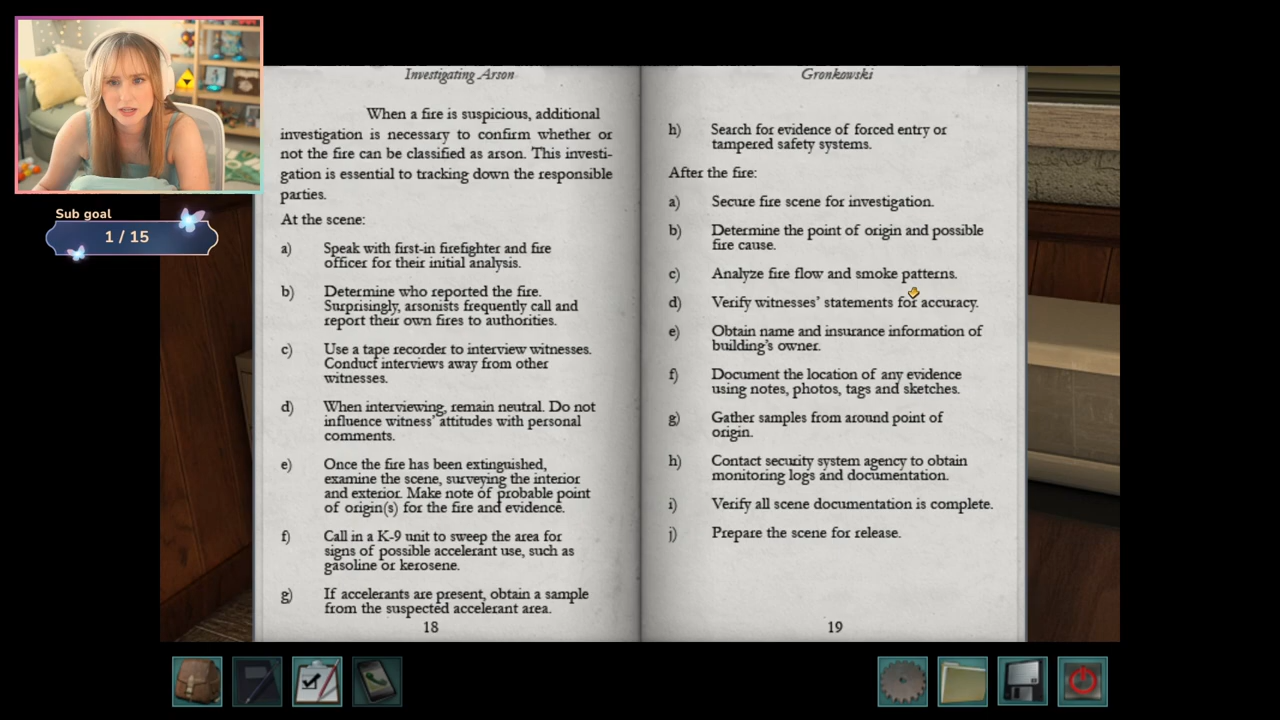 Sub goal
1 / 15
Investigating Arson
When a fire is suspicious, additional
investigation is necessary to confirm whether or
not the fire can be classified as arson. This investi-
gation is essential to tracking down the responsible
parties.
At the scene:
a) Speak with first-in firefighter and fire
officer for their initial analysis.
b) Determine who reported the fire.
Surprisingly, arsonists frequently call and
report their own fires to authorities.
c) Use a tape recorder to interview witnesses.
Conduct interviews away from other
witnesses.
d) When interviewing, remain neutral. Do not
influence witness' attitudes with personal
comments.
e) Once the fire has been extinguished,
examine the scene, surveying the interior
and exterior. Make note of probable point
of origin(s) for the fire and evidence.
f) Call in a K-9 unit to sweep the area for
signs of possible accelerant use, such as
gasoline or kerosene.
g) If accelerants are present, obtain a sample
from the suspected accelerant area.
18
Gronkowski
h) Search for evidence of forced entry or
tampered safety systems.
After the fire:
a) Secure fire scene for investigation.
b) Determine the point of origin and possible
fire cause.
c) Analyze fire flow and smoke patterns.
d) Verify witnesses' statements for accuracy.
e) Obtain name and insurance information of
building's owner.
f) Document the location of any evidence
using notes, photos, tags and sketches.
g) Gather samples from around point of
origin.
h) Contact security system agency to obtain
monitoring logs and documentation.
i) Verify all scene documentation is complete.
j) Prepare the scene for release.
19